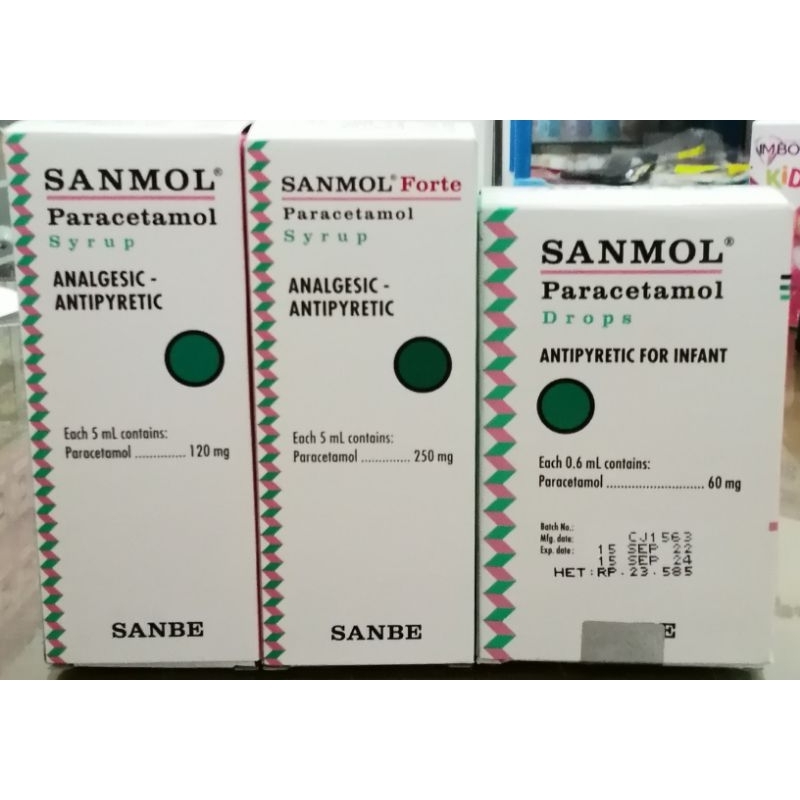 SANMOL®
Paracetamol
Syrup
ANALGESIC -
ANTIPYRETIC
Each 5 mL contains:
Paracetamol .............. 120 mg
SANBE
SANMOL® Forte
Paracetamol
Syrup
ANALGESIC -
ANTIPYRETIC
Each 5 mL contains:
Paracetamol ............. 250 mg
SANBE
SANMOL®
Paracetamol
Drops
ANTIPYRETIC FOR INFANT
Each 0.6 mL contains:
Paracetamol ......................... 60 mg
Batch No.: CJ1563
Mfg. date: 15 SEP 22
Exp. date: 15 SEP 24
HET :RP.23.585
E